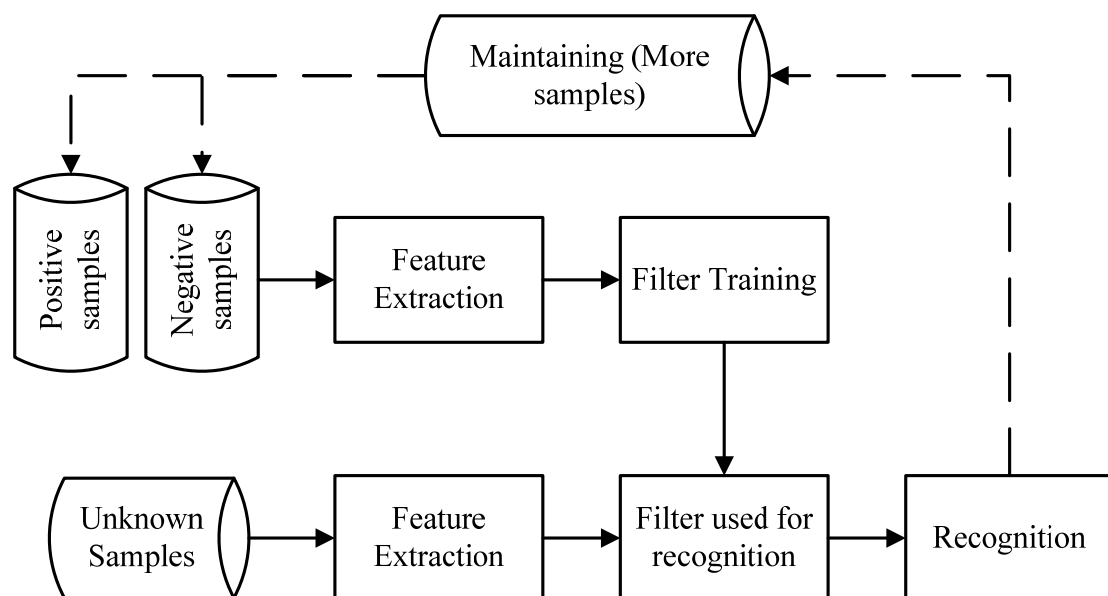 Maintaining (More
samples)
Positive
samples
Negative
samples
Feature
Extraction
Filter Training
Unknown
Samples
Feature
Extraction
Filter used for
recognition
Recognition